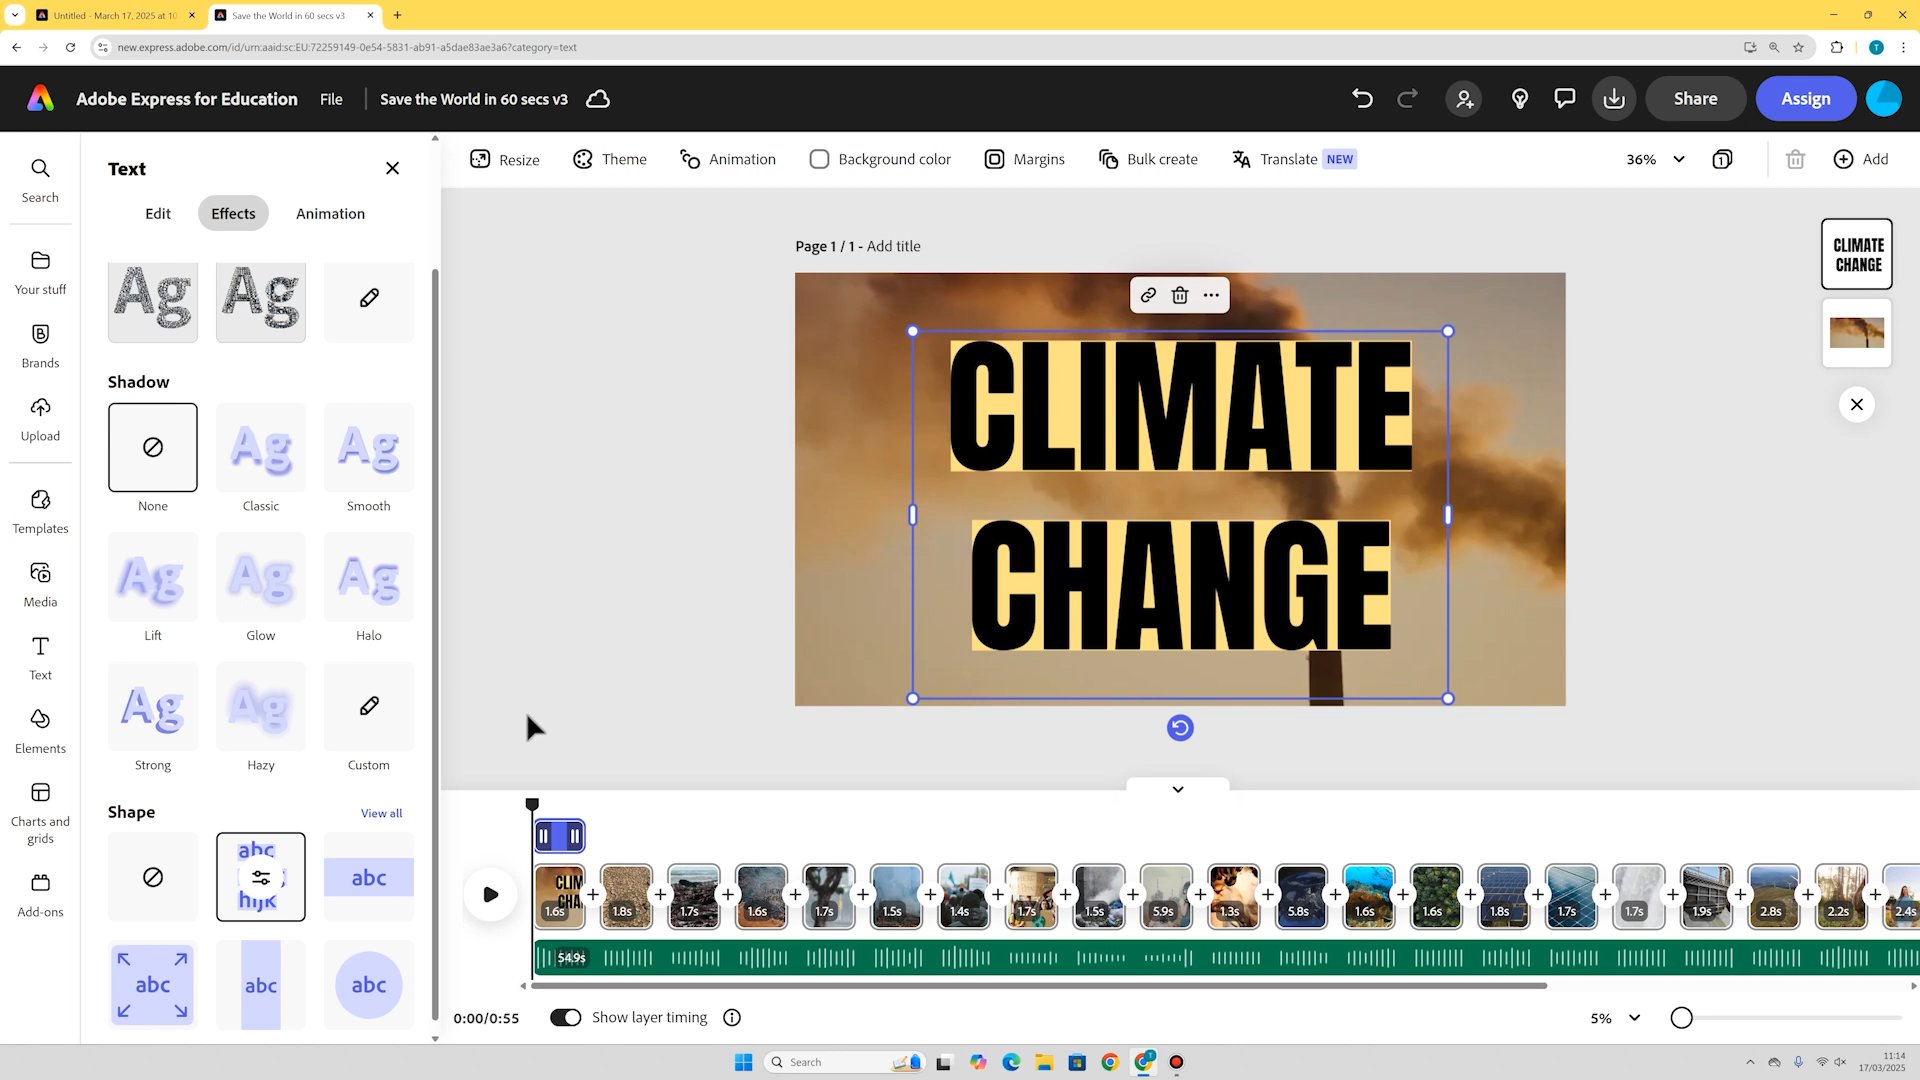 Untitled - March 17, 2025 at 10
Save the World in 60 secs v3
new.express.adobe.com/id/urn:aaid:sc:EU:72259149-0e54-5831-ab91-a5dae83ae3a6?category=text
T
Adobe Express for Education
File
Save the World in 60 secs v3
Share
Assign
Search
Your stuff
Brands
Upload
Templates
Media
Text
Elements
Charts and
grids
Add-ons
Text
Edit
Effects
Animation
Ag
Ag
Shadow
None
Ag
Classic
Ag
Smooth
Ag
Lift
Ag
Glow
Ag
Halo
Ag
Strong
Ag
Hazy
Custom
Shape
View all
abc
hijk
abc
abc
abc
abc
Resize
Theme
Animation
Background color
Margins
Bulk create
Translate NEW
36%
1
Add
Page 1 / 1 - Add title
CLIMATE
CHANGE
CLIMATE
CHANGE
1.6s
1.8s
1.7s
1.6s
1.7s
1.5s
1.4s
1.7s
1.5s
5.9s
1.3s
5.8s
1.6s
1.6s
1.8s
1.7s
1.7s
1.9s
2.8s
2.2s
2.4s
54.9s
0:00/0:55
Show layer timing
5%
Search
11:14
17/03/2025